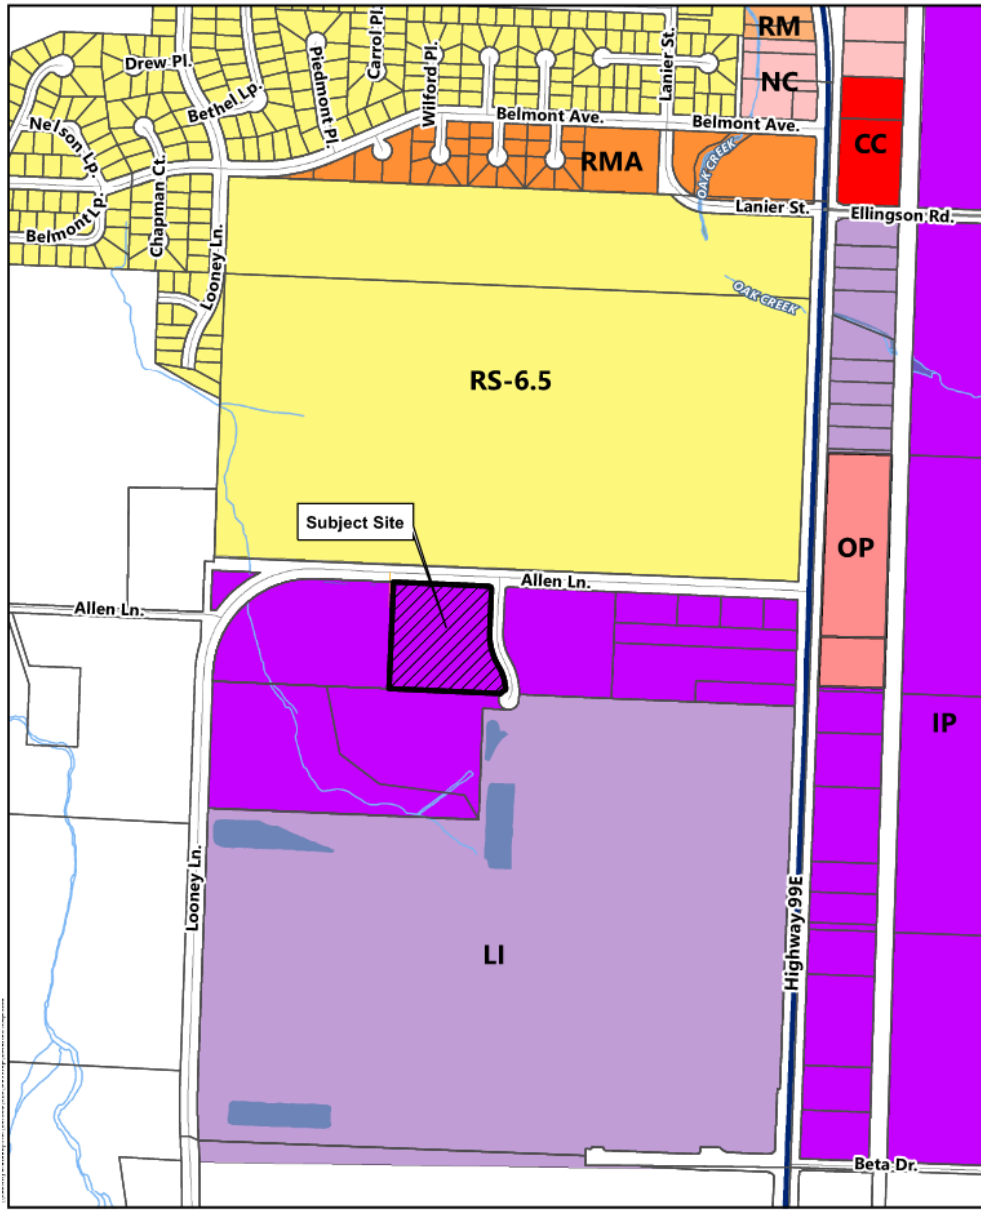 RM
Drew Pl.
Piedmont Pl.
Carrol Pl.
Wilford Pl.
Lanier St.
NC
Bethel Lp.
Belmont Ave.
Belmont Ave.
Nelson Lp.
Chapman Ct.
RMA
OAK CREEK
CC
Belmont Lp.
Looney Ln.
Lanier St.
Ellingson Rd.
OAK CREEK
RS-6.5
Subject Site
OP
Allen Ln.
Allen Ln.
IP
Looney Ln.
Highway 99E
LI
Beta Dr.